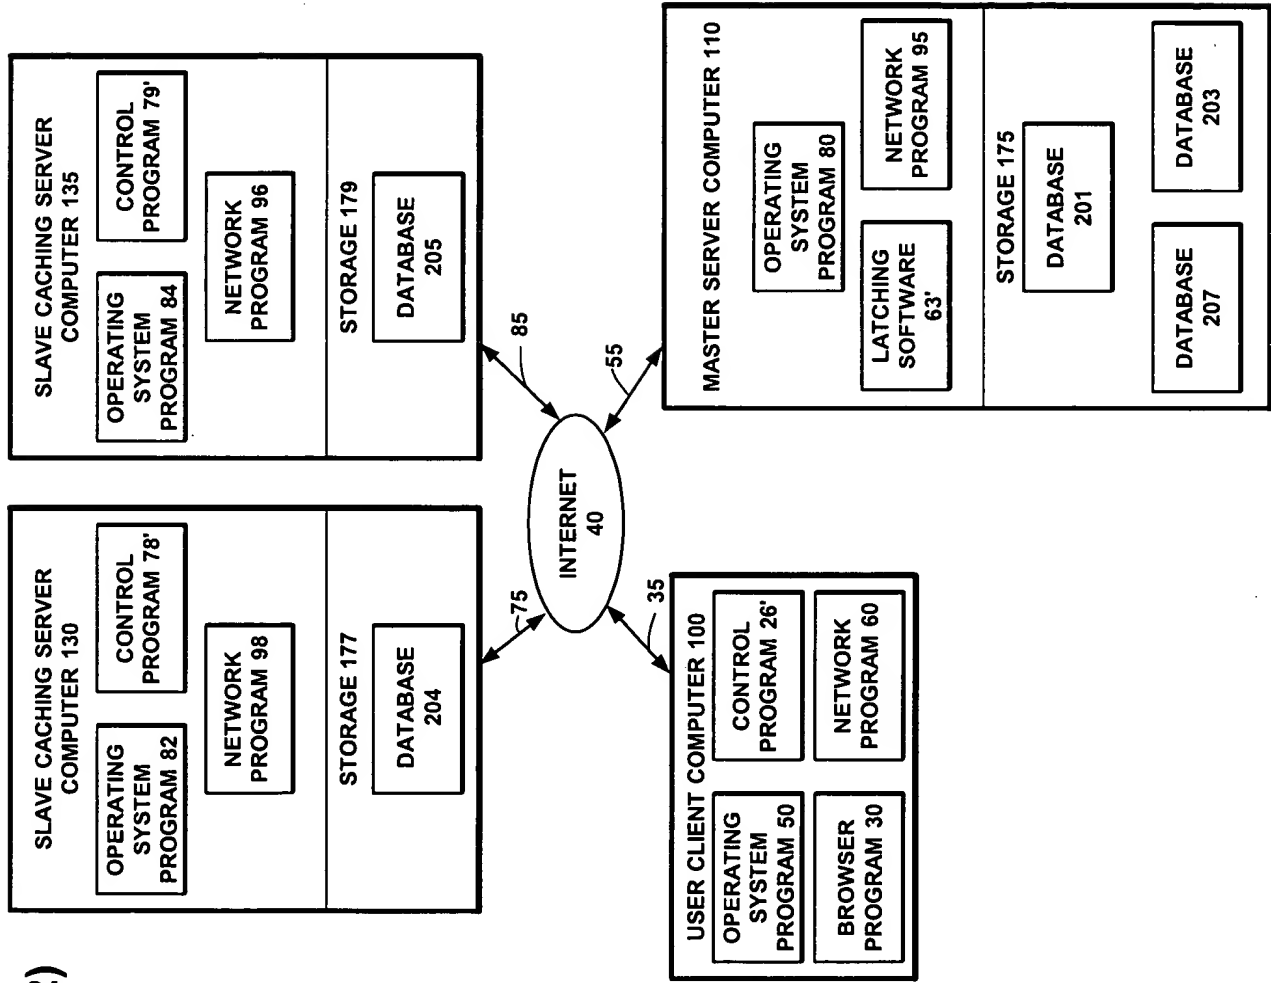 SLAVE CACHING SERVER
COMPUTER 130
OPERATING
SYSTEM
PROGRAM 82
CONTROL
PROGRAM 78'
NETWORK
PROGRAM 98
STORAGE 177
DATABASE
204
SLAVE CACHING SERVER
COMPUTER 135
OPERATING
SYSTEM
PROGRAM 84
CONTROL
PROGRAM 79'
NETWORK
PROGRAM 96
STORAGE 179
DATABASE
205
75
85
INTERNET
40
35
55
USER CLIENT COMPUTER 100
OPERATING
SYSTEM
PROGRAM 50
CONTROL
PROGRAM 26'
BROWSER
PROGRAM 30
NETWORK
PROGRAM 60
MASTER SERVER COMPUTER 110
OPERATING
SYSTEM
PROGRAM 80
LATCHING
SOFTWARE
63'
NETWORK
PROGRAM 95
STORAGE 175
DATABASE
201
DATABASE
207
DATABASE
203